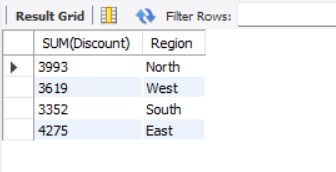 Result Grid Filter Rows:
SUM(Discount) Region
3993 North
3619 West
3352 South
4275 East